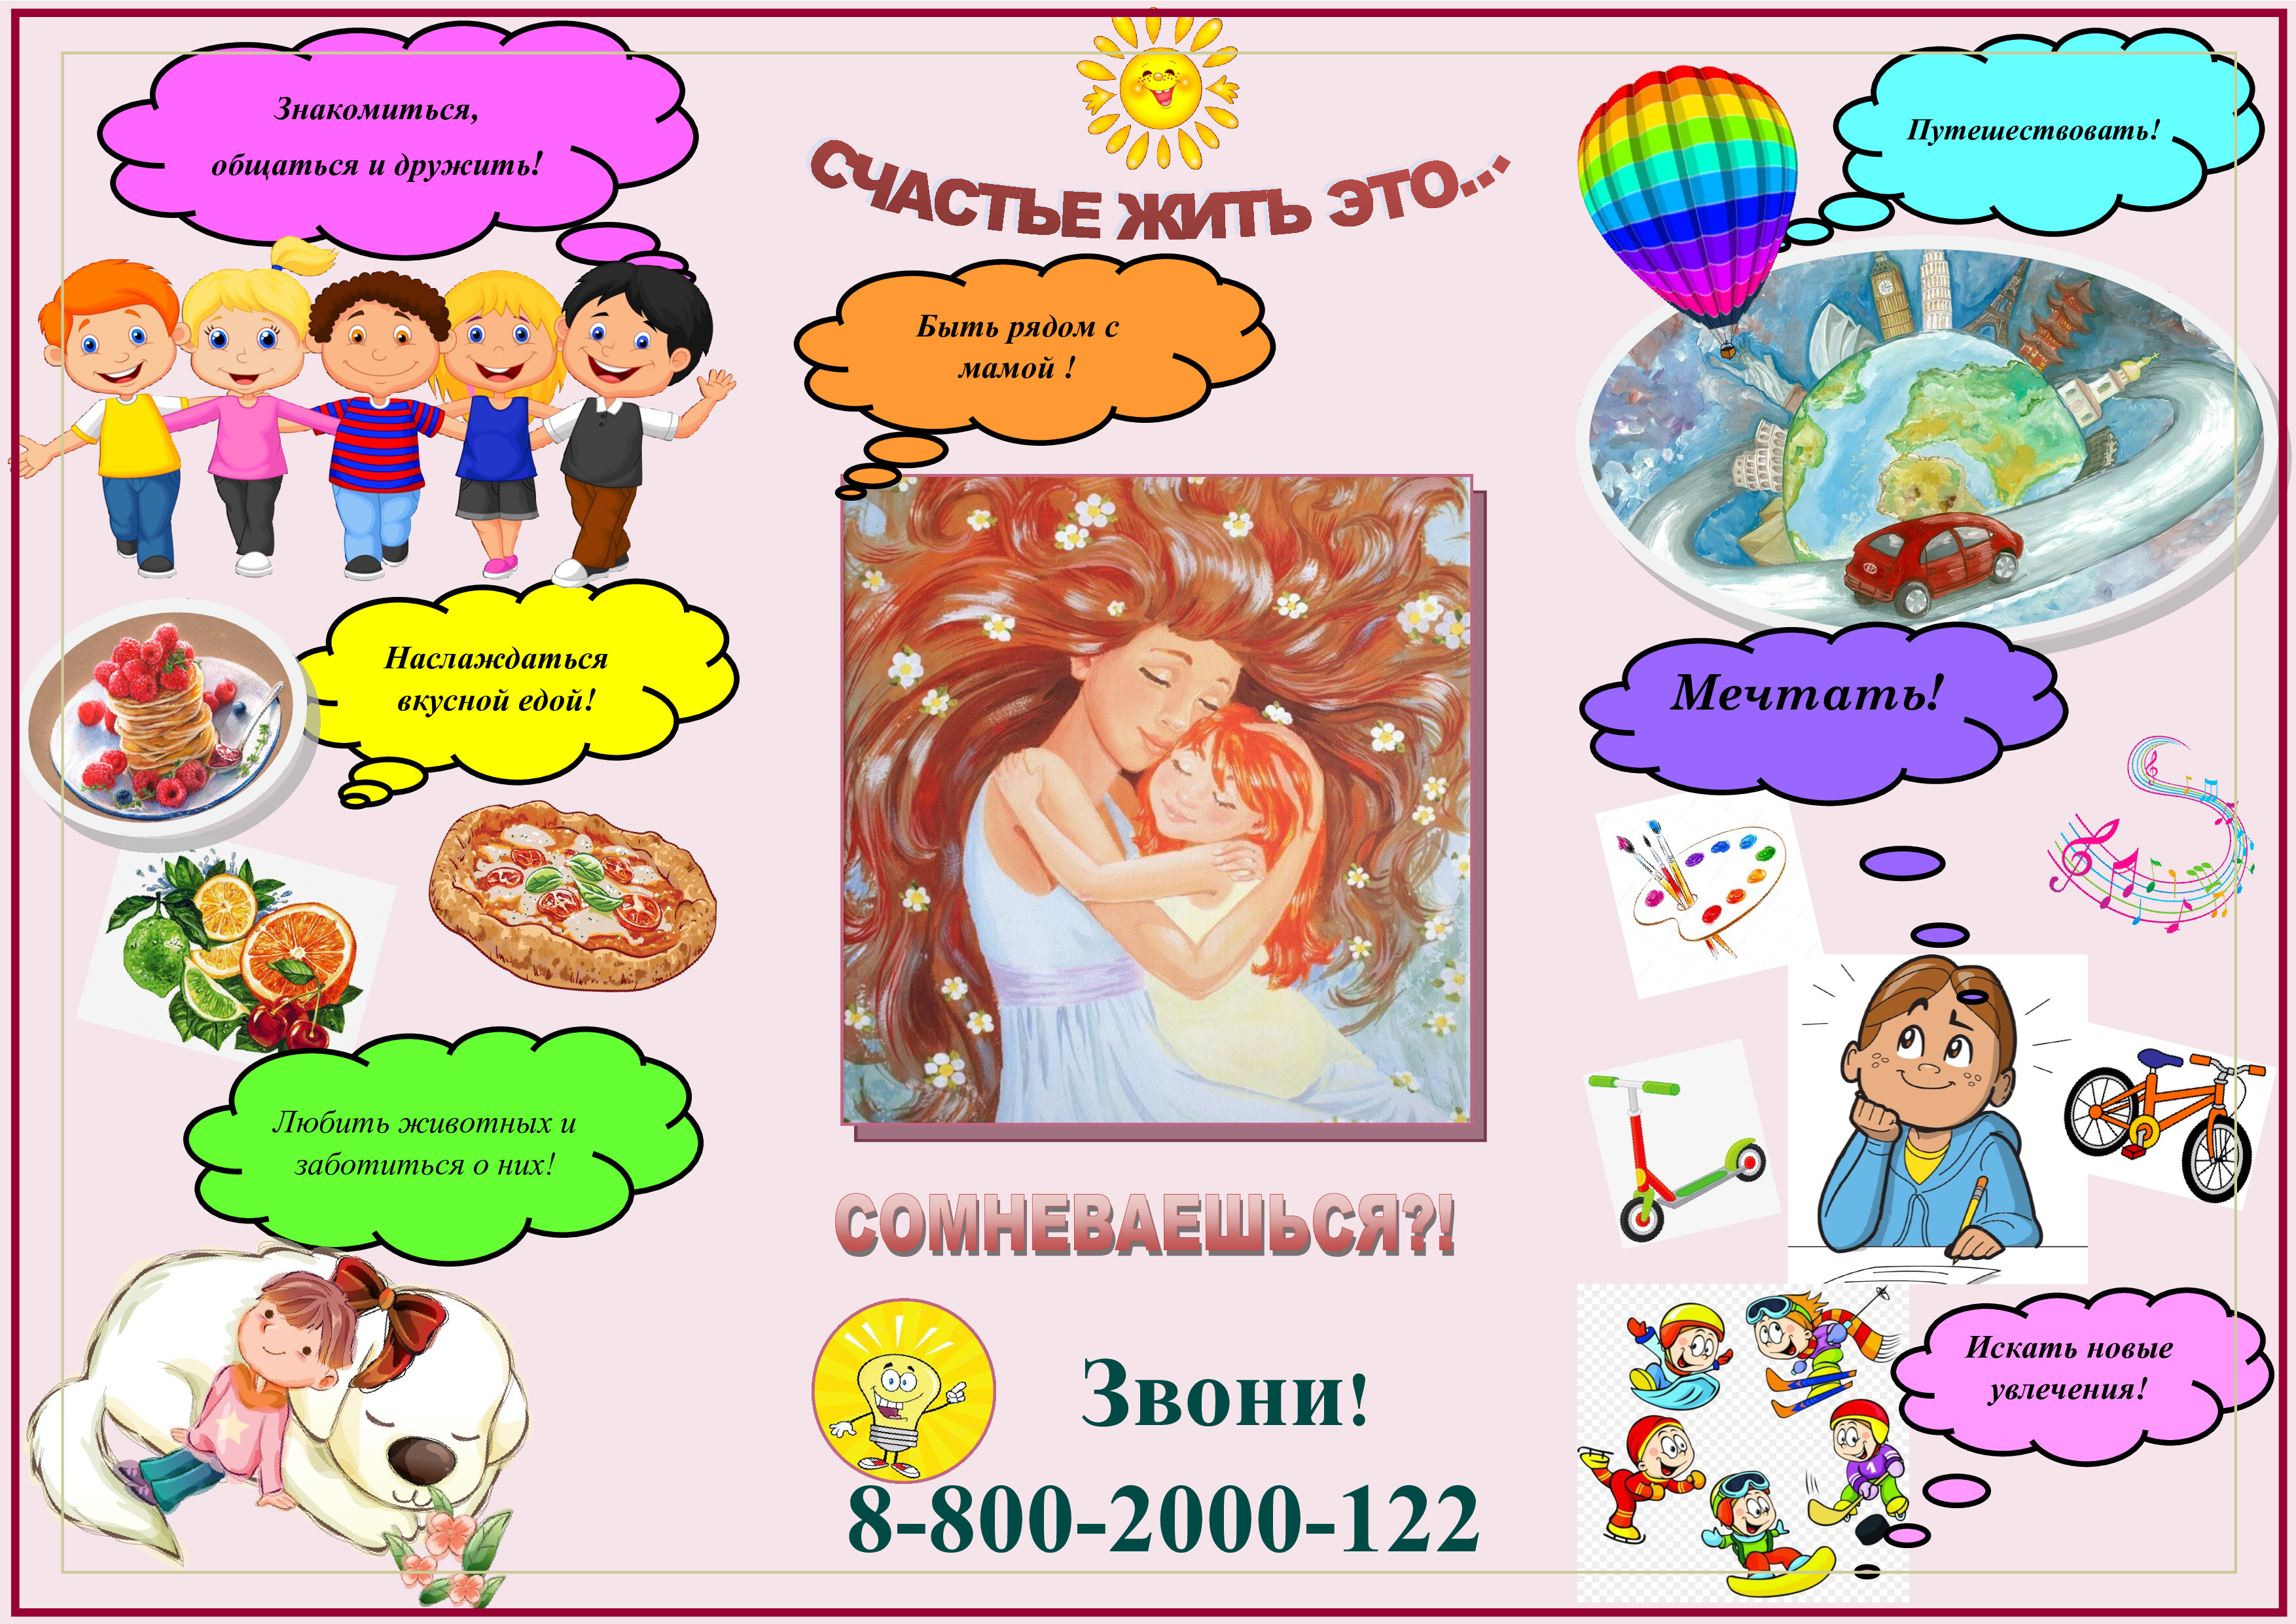 СЧАСТЬЕ ЖИТЬ ЭТО...
Знакомиться,
общаться и дружить!
Быть рядом с
мамой !
Путешествовать!
Наслаждаться
вкусной едой!
Мечтать!
Любить животных и
заботиться о них!
Искать новые
увлечения!
СОМНЕВАЕШЬСЯ?!
Звони!
8-800-2000-122